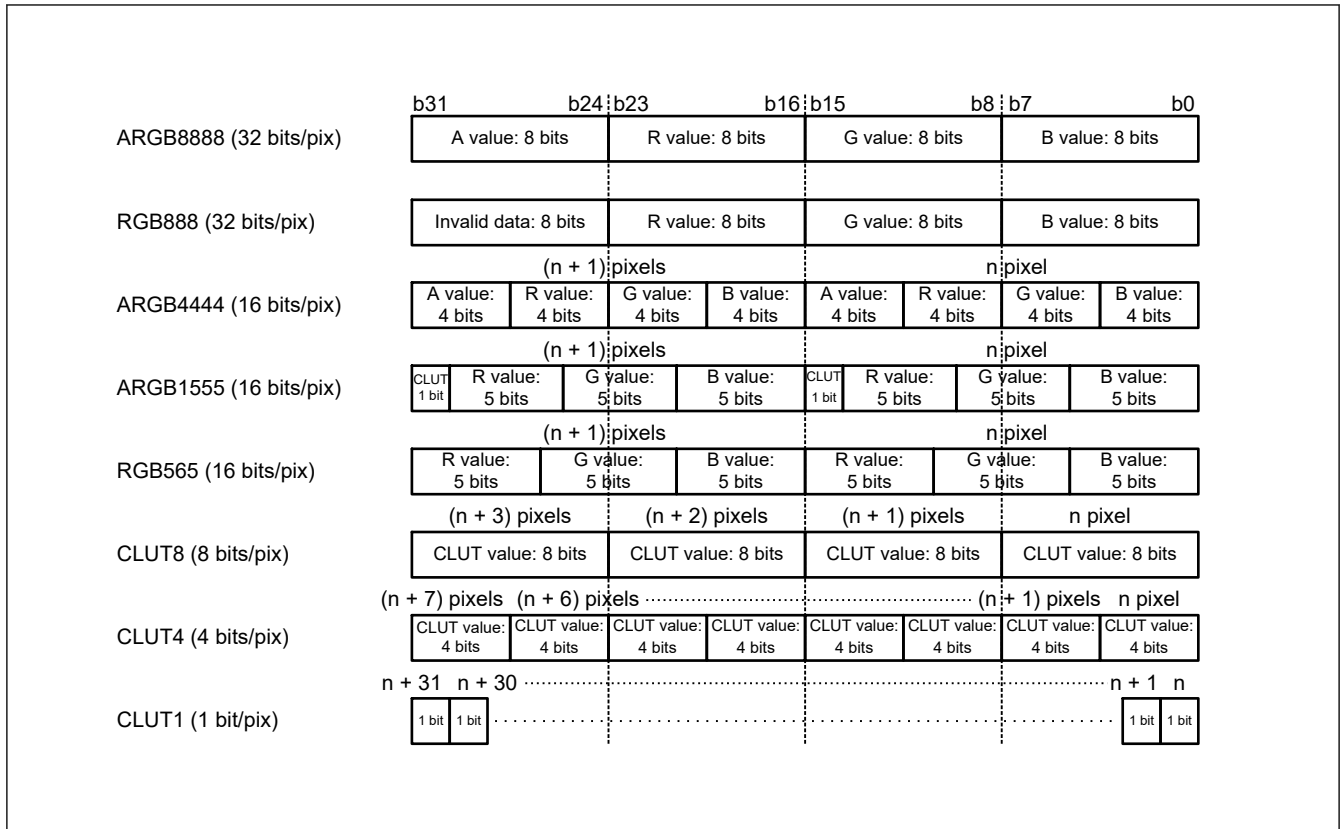 b31 b24 b23 b16 b15 b8 b7 b0
ARGB8888 (32 bits/pix) A value: 8 bits R value: 8 bits G value: 8 bits B value: 8 bits
RGB888 (32 bits/pix) Invalid data: 8 bits R value: 8 bits G value: 8 bits B value: 8 bits
(n + 1) pixels n pixel
ARGB4444 (16 bits/pix) A value: 4 bits R value: 4 bits G value: 4 bits B value: 4 bits A value: 4 bits R value: 4 bits G value: 4 bits B value: 4 bits
(n + 1) pixels n pixel
ARGB1555 (16 bits/pix) CLUT 1 bit R value: 5 bits G value: 5 bits B value: 5 bits CLUT 1 bit R value: 5 bits G value: 5 bits B value: 5 bits
(n + 1) pixels n pixel
RGB565 (16 bits/pix) R value: 5 bits G value: 5 bits B value: 5 bits R value: 5 bits G value: 5 bits B value: 5 bits
(n + 3) pixels (n + 2) pixels (n + 1) pixels n pixel
CLUT8 (8 bits/pix) CLUT value: 8 bits CLUT value: 8 bits CLUT value: 8 bits CLUT value: 8 bits
(n + 7) pixels (n + 6) pixels (n + 1) pixels n pixel
CLUT4 (4 bits/pix) CLUT value: 4 bits CLUT value: 4 bits CLUT value: 4 bits CLUT value: 4 bits CLUT value: 4 bits CLUT value: 4 bits CLUT value: 4 bits CLUT value: 4 bits
n + 31 n + 30 n + 1 n
CLUT1 (1 bit/pix) 1 bit 1 bit 1 bit 1 bit